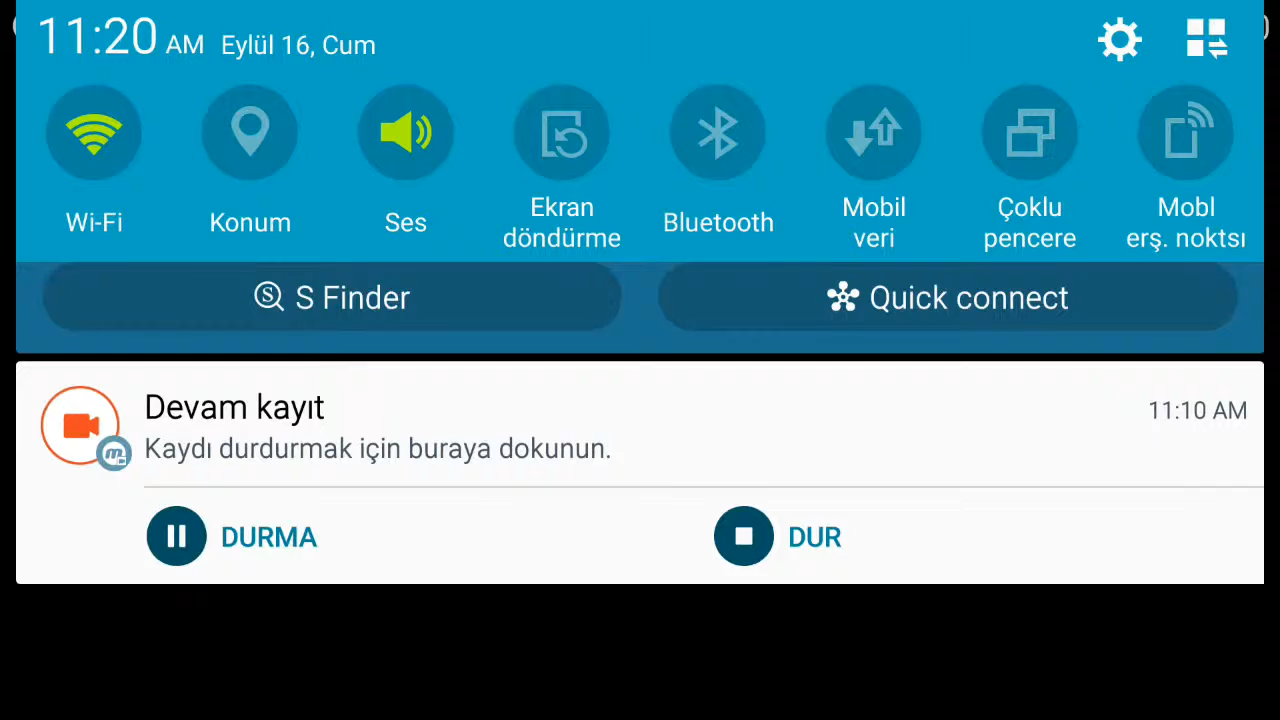 11:20 AM Eylül 16, Cum
Wi-Fi
Konum
Ses
Ekran
döndürme
Bluetooth
Mobil
veri
Çoklu
pencere
Mobl
erş. noktsı
S Finder
Quick connect
Devam kayıt
11:10 AM
Kaydı durdurmak için buraya dokunun.
DURMA
DUR